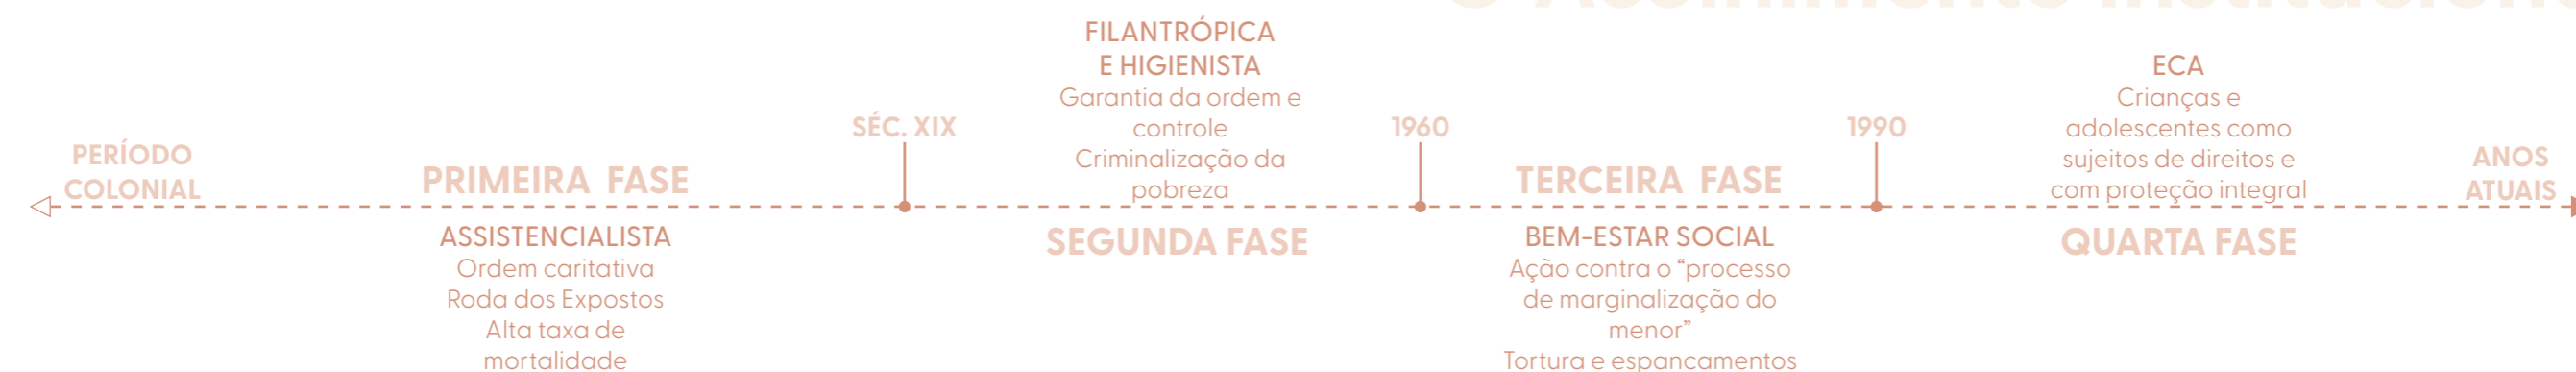 PERÍODO
COLONIAL
PRIMEIRA FASE
ASSISTENCIALISTA
Ordem caritativa
Roda dos Expostos
Alta taxa de
mortalidade
SÉC. XIX
FILANTRÓPICA
E HIGIENISTA
Garantia da ordem e
controle
Criminalização da
pobreza
SEGUNDA FASE
1960
TERCEIRA FASE
BEM-ESTAR SOCIAL
Ação contra o “processo
de marginalização do
menor”
Tortura e espancamentos
1990
ECA
Crianças e
adolescentes como
sujeitos de direitos e
com proteção integral
QUARTA FASE
ANOS
ATUAIS